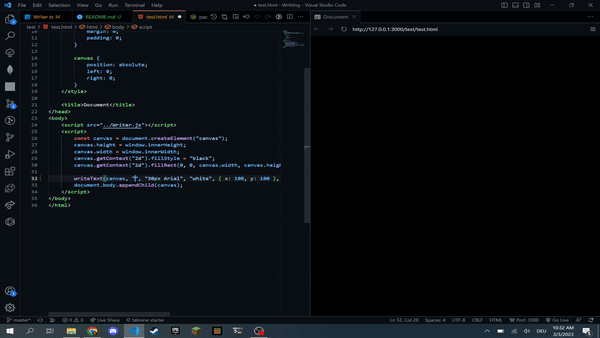 File Edit Selection View Go Run Terminal Help
● test.html - Writting - Visual Studio Code
Writer.ts M
README.md U
test.html M ●
Document
test > test.html > html > body > script
http://127.0.0.1:3000/test/test.html
10 margin: 0;
11 padding: 0;
12 }
13
14 canvas {
15 position: absolute;
16 left: 0;
17 right: 0;
18 }
19 </style>
20
21 <title>Document</title>
22 </head>
23 <body>
24 <script src="../Writer.js"></script>
25 <script>
26 const canvas = document.createElement("canvas");
27 canvas.height = window.innerHeight;
28 canvas.width = window.innerWidth;
29 canvas.getContext("2d").fillStyle = "black";
30 canvas.getContext("2d").fillRect(0, 0, canvas.width, canvas.heigh
31
32 writeText(canvas, "", "30px Arial", "white", { x: 100, y: 100 },
33 document.body.appendChild(canvas);
34 </script>
35 </body>
36 </html>
master* 0 0 Live Share tabnine starter
Ln 32, Col 28 Spaces: 4 UTF-8 CRLF HTML Port: 3000 Go Live
DEU
10:32 AM
3/3/2023